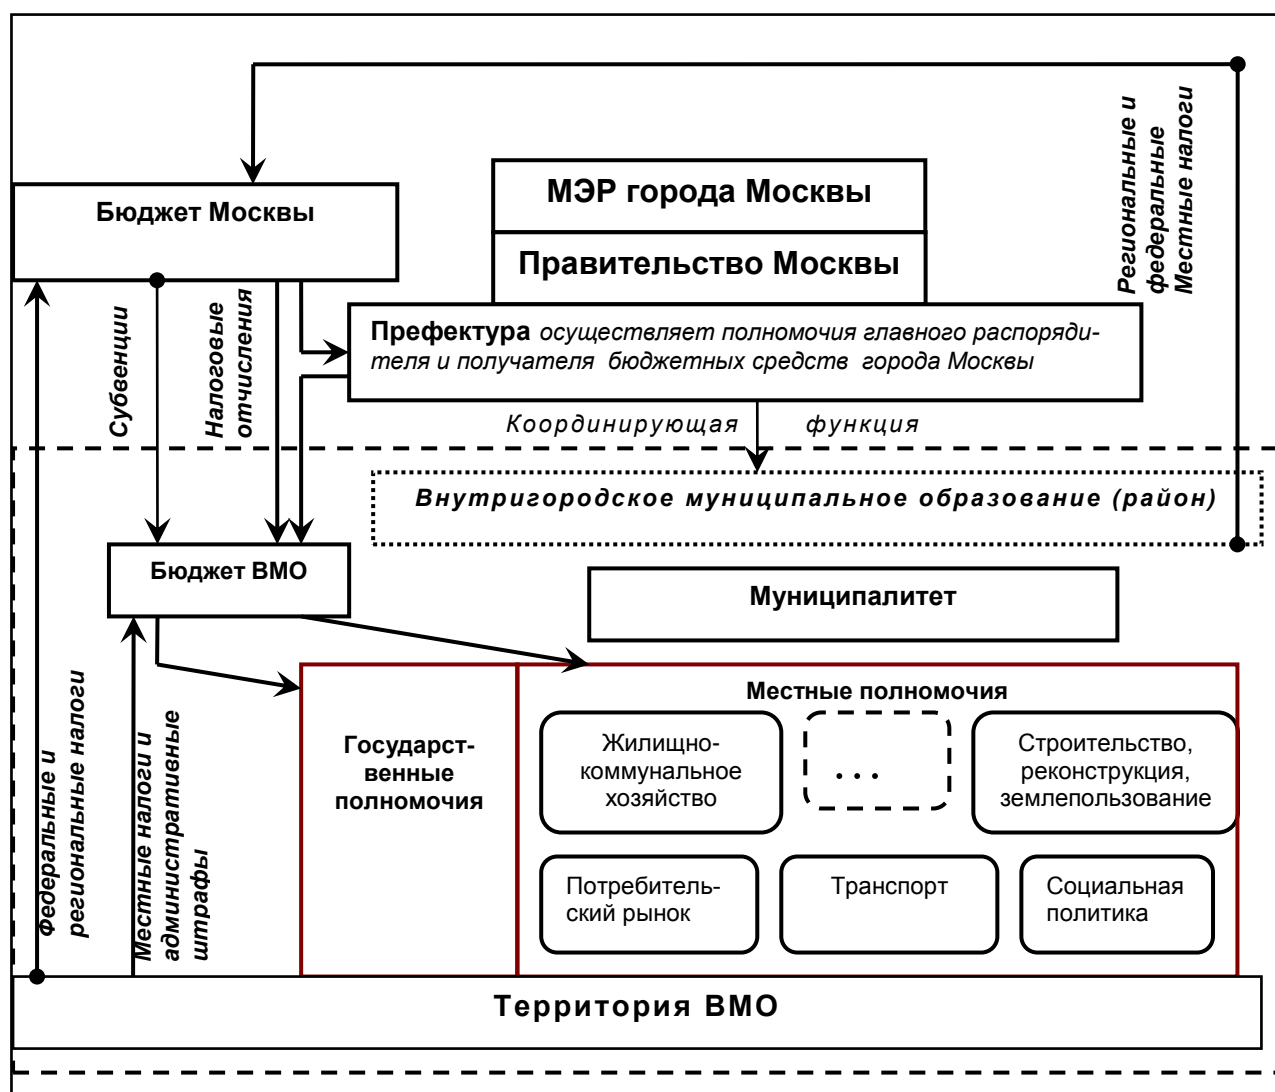 Региональные и
федеральные
Местные налоги
МЭР города Москвы
Бюджет Москвы
Правительство Москвы
Префектура осуществляет полномочия главного распоряди-
теля и получателя бюджетных средств города Москвы
Субвенции
Налоговые
отчисления
Координирующая функция
Внутригородское муниципальное образование (район)
Бюджет ВМО
Муниципалитет
Федеральные и
региональные налоги
Местные налоги и
административные
штрафы
Государст-
венные
полномочия
Местные полномочия
Жилищно-
коммунальное
хозяйство
...
Строительство,
реконструкция,
землепользование
Потребитель-
ский рынок
Транспорт
Социальная
политика
Территория ВМО